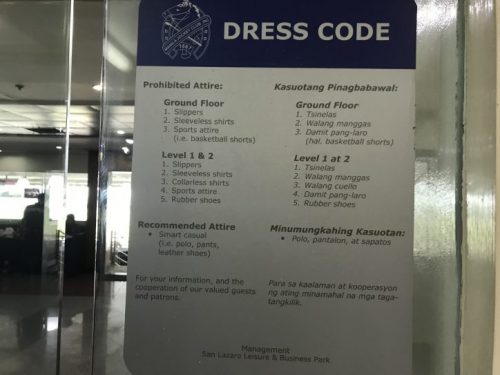 DRESS CODE
Prohibited Attire:
Ground Floor
1. Slippers
2. Sleeveless shirts
3. Sports attire
(i.e. basketball shorts)
Level 1 & 2
1. Slippers
2. Sleeveless shirts
3. Collarless shirts
4. Sports attire
5. Rubber shoes
Recommended Attire
• Smart casual
(i.e. polo, pants,
leather shoes)
For your information, and the
cooperation of our valued guests
and patrons.
Kasuotang Pinagbabawal:
Ground Floor
1. Tsinelas
2. Walang manggas
3. Damit pang-laro
(hal. basketball shorts)
Level 1 at 2
1. Tsinelas
2. Walang manggas
3. Walang cuello
4. Damit pang-laro
5. Rubber shoes
Minumungkahing Kasuotan:
• Polo, pantalon, at sapatos
Para sa kaalaman at kooperasyon
ng ating minamahal na mga taga-
tangkilik.
Management
San Lazaro Leisure & Business Park